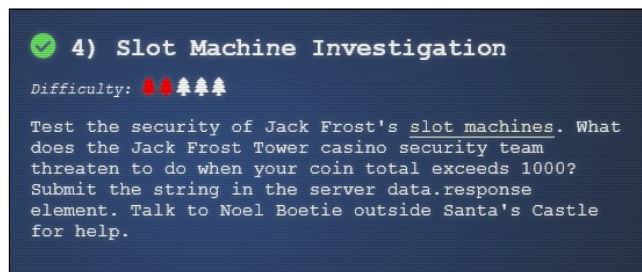 4) Slot Machine Investigation
Difficulty:
Test the security of Jack Frost's slot machines. What
does the Jack Frost Tower casino security team
threaten to do when your coin total exceeds 1000?
Submit the string in the server data.response
element. Talk to Noel Boetie outside Santa's Castle
for help.